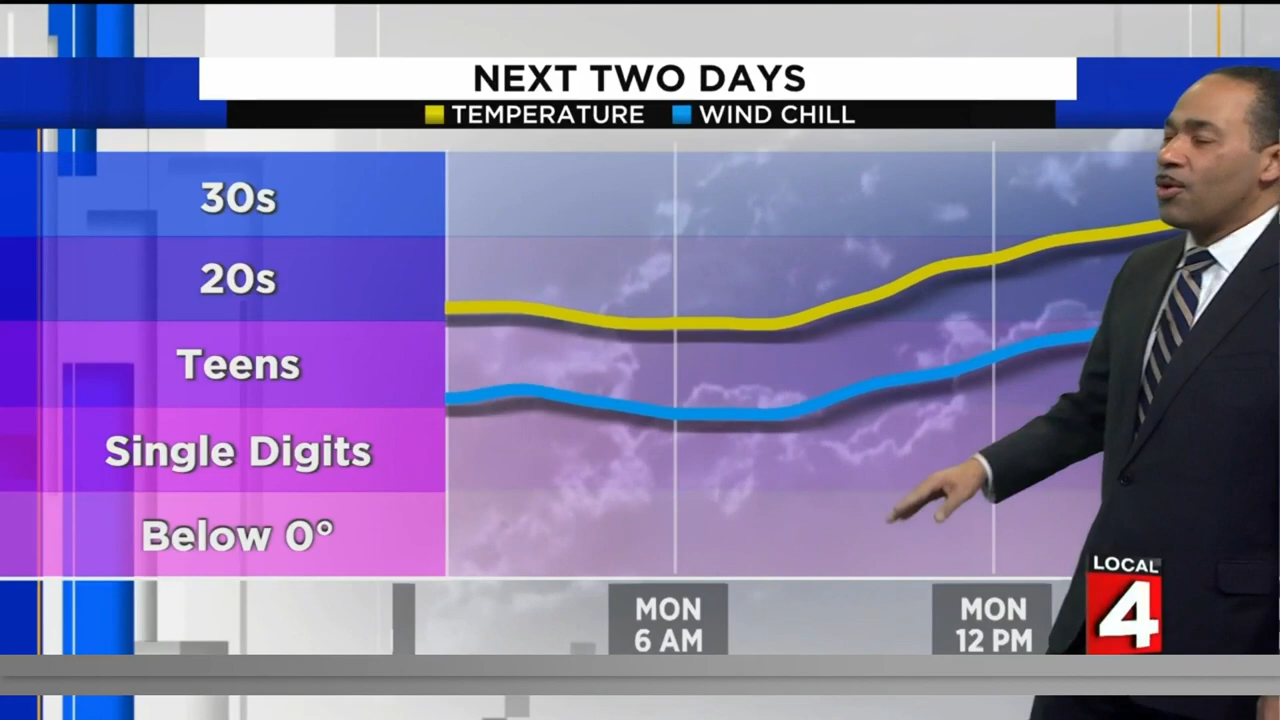 NEXT TWO DAYS
TEMPERATURE WIND CHILL
30s
20s
Teens
Single Digits
Below 0°
MON
6 AM
MON
12 PM
LOCAL
4